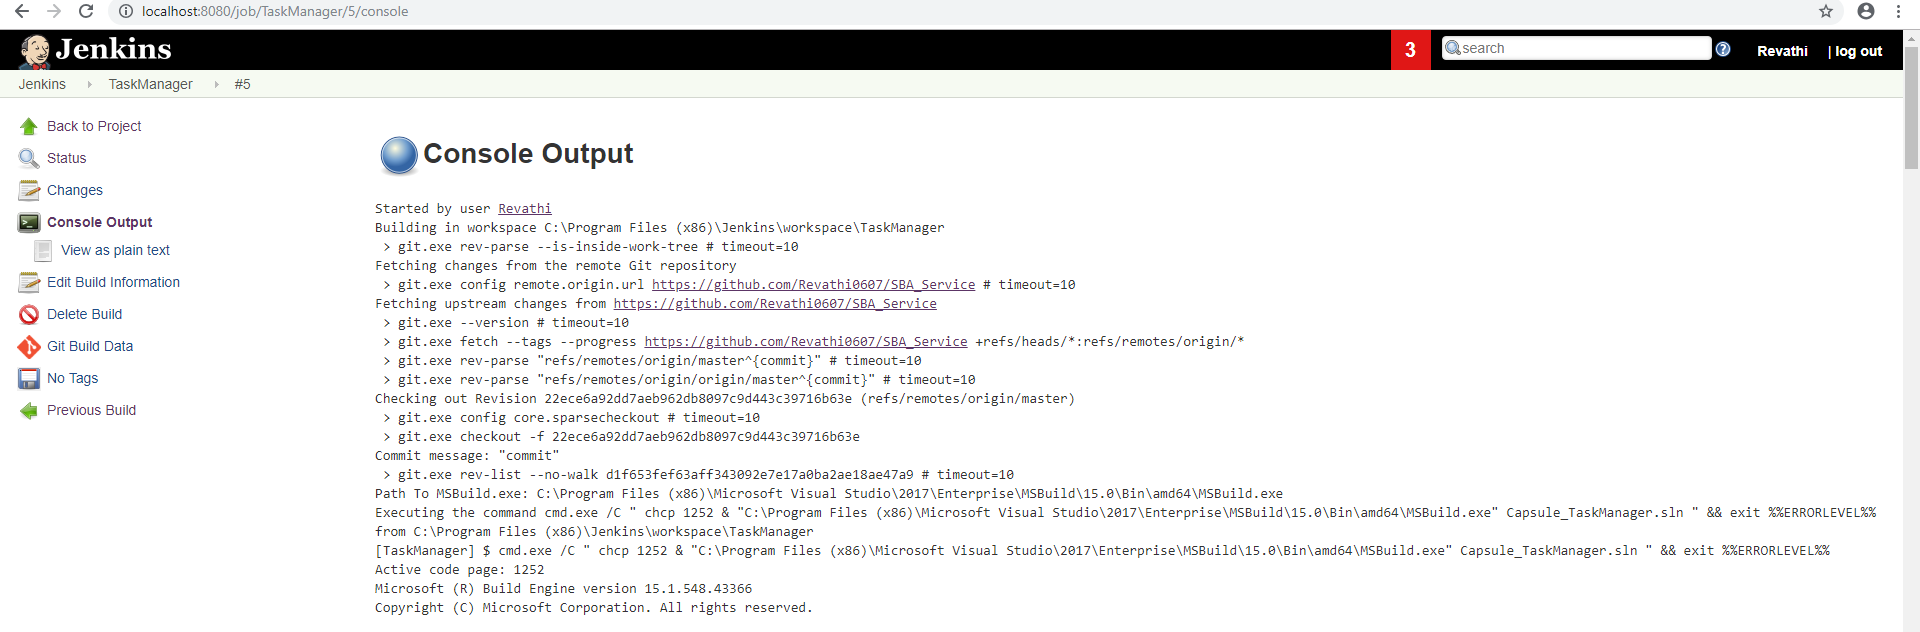 localhost:8080/job/TaskManager/5/console
Jenkins
3
search
Revathi
| log out
Jenkins
TaskManager
#5
Back to Project
Status
Changes
Console Output
View as plain text
Edit Build Information
Delete Build
Git Build Data
No Tags
Previous Build
Console Output
Started by user Revathi
Building in workspace C:\Program Files (x86)\Jenkins\workspace\TaskManager
> git.exe rev-parse --is-inside-work-tree # timeout=10
Fetching changes from the remote Git repository
> git.exe config remote.origin.url https://github.com/Revathi0607/SBA_Service # timeout=10
Fetching upstream changes from https://github.com/Revathi0607/SBA_Service
> git.exe --version # timeout=10
> git.exe fetch --tags --progress https://github.com/Revathi0607/SBA_Service +refs/heads/*:refs/remotes/origin/*
> git.exe rev-parse "refs/remotes/origin/master^{commit}" # timeout=10
> git.exe rev-parse "refs/remotes/origin/origin/master^{commit}" # timeout=10
Checking out Revision 22ece6a92dd7aeb962db8097c9d443c39716b63e (refs/remotes/origin/master)
> git.exe config core.sparsecheckout # timeout=10
> git.exe checkout -f 22ece6a92dd7aeb962db8097c9d443c39716b63e
Commit message: "commit"
> git.exe rev-list --no-walk d1f653fef63aff343092e7e17a0ba2ae18ae47a9 # timeout=10
Path To MSBuild.exe: C:\Program Files (x86)\Microsoft Visual Studio\2017\Enterprise\MSBuild\15.0\Bin\amd64\MSBuild.exe
Executing the command cmd.exe /C " chcp 1252 & "C:\Program Files (x86)\Microsoft Visual Studio\2017\Enterprise\MSBuild\15.0\Bin\amd64\MSBuild.exe" Capsule_TaskManager.sln " && exit %%ERRORLEVEL%%
from C:\Program Files (x86)\Jenkins\workspace\TaskManager
[TaskManager] $ cmd.exe /C " chcp 1252 & "C:\Program Files (x86)\Microsoft Visual Studio\2017\Enterprise\MSBuild\15.0\Bin\amd64\MSBuild.exe" Capsule_TaskManager.sln " && exit %%ERRORLEVEL%%
Active code page: 1252
Microsoft (R) Build Engine version 15.1.548.43366
Copyright (C) Microsoft Corporation. All rights reserved.